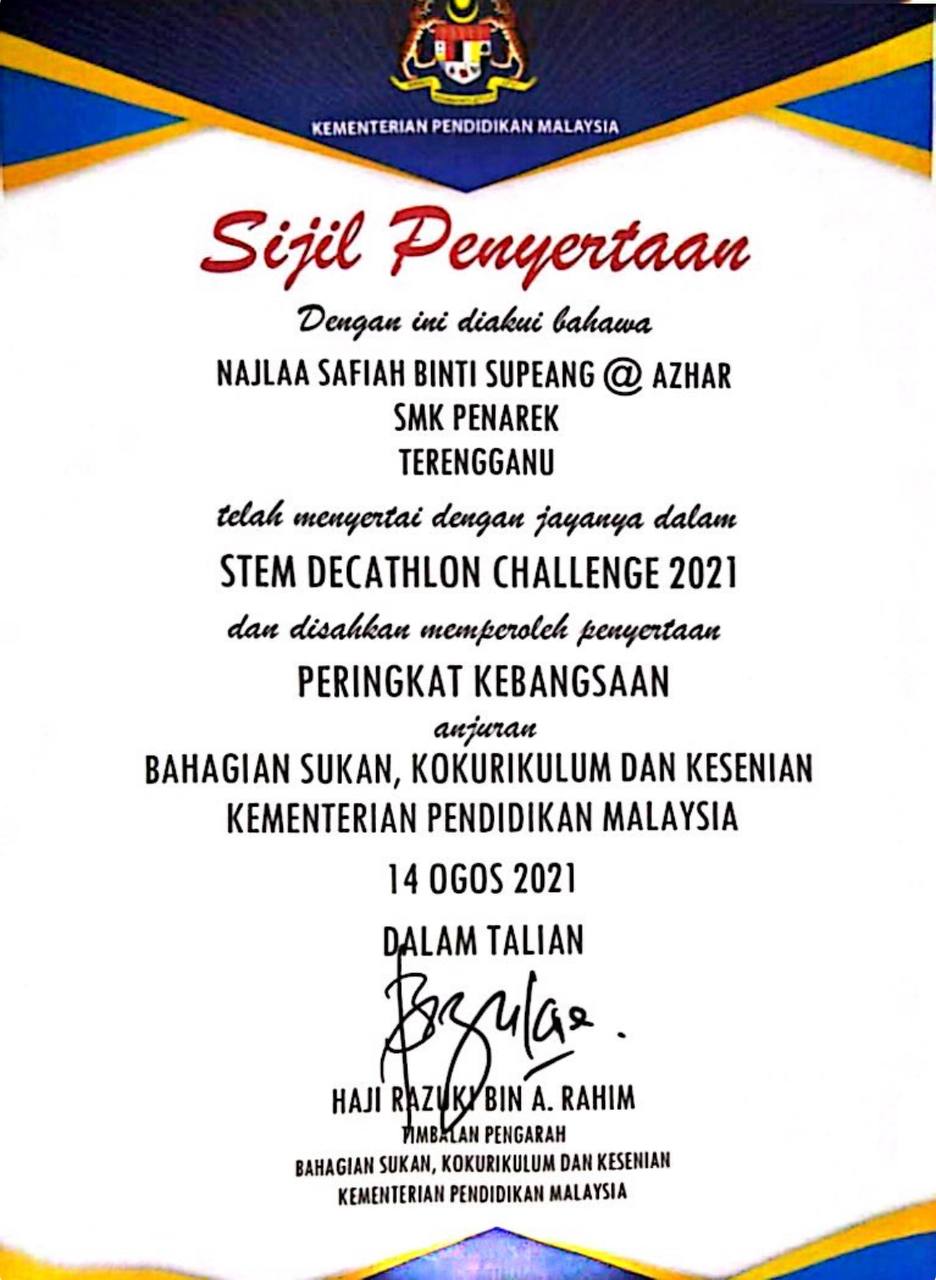 KEMENTERIAN PENDIDIKAN MALAYSIA
Sijil Penyertaan
Dengan ini diakui bahawa
NAJLAA SAFIAH BINTI SUPEANG @ AZHAR
SMK PENAREK
TERENGGANU
telah menyertai dengan jayanya dalam
STEM DECATHLON CHALLENGE 2021
dan disahkan memperoleh penyertaan
PERINGKAT KEBANGSAAN
anjuran
BAHAGIAN SUKAN, KOKURIKULUM DAN KESENIAN
KEMENTERIAN PENDIDIKAN MALAYSIA
14 OGOS 2021
DALAM TALIAN
HAJI RAZUKI BIN A. RAHIM
TIMBALAN PENGARAH
BAHAGIAN SUKAN, KOKURIKULUM DAN KESENIAN
KEMENTERIAN PENDIDIKAN MALAYSIA